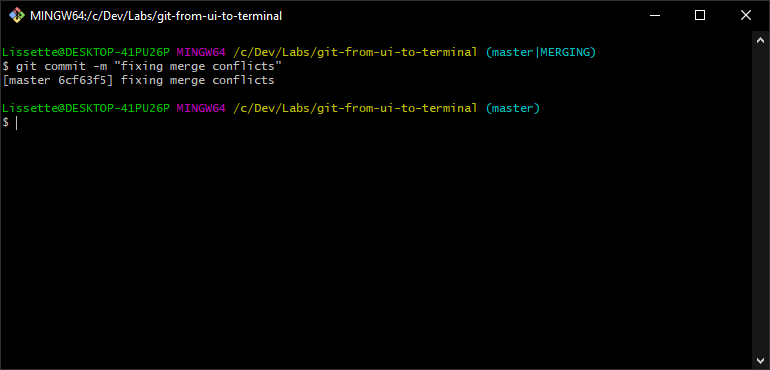 MINGW64:/c/Dev/Labs/git-from-ui-to-terminal
Lissette@DESKTOP-41PU26P MINGW64 /c/Dev/Labs/git-from-ui-to-terminal (master|MERGING)
$ git commit -m "fixing merge conflicts"
[master 6cf63f5] fixing merge conflicts
Lissette@DESKTOP-41PU26P MINGW64 /c/Dev/Labs/git-from-ui-to-terminal (master)
$